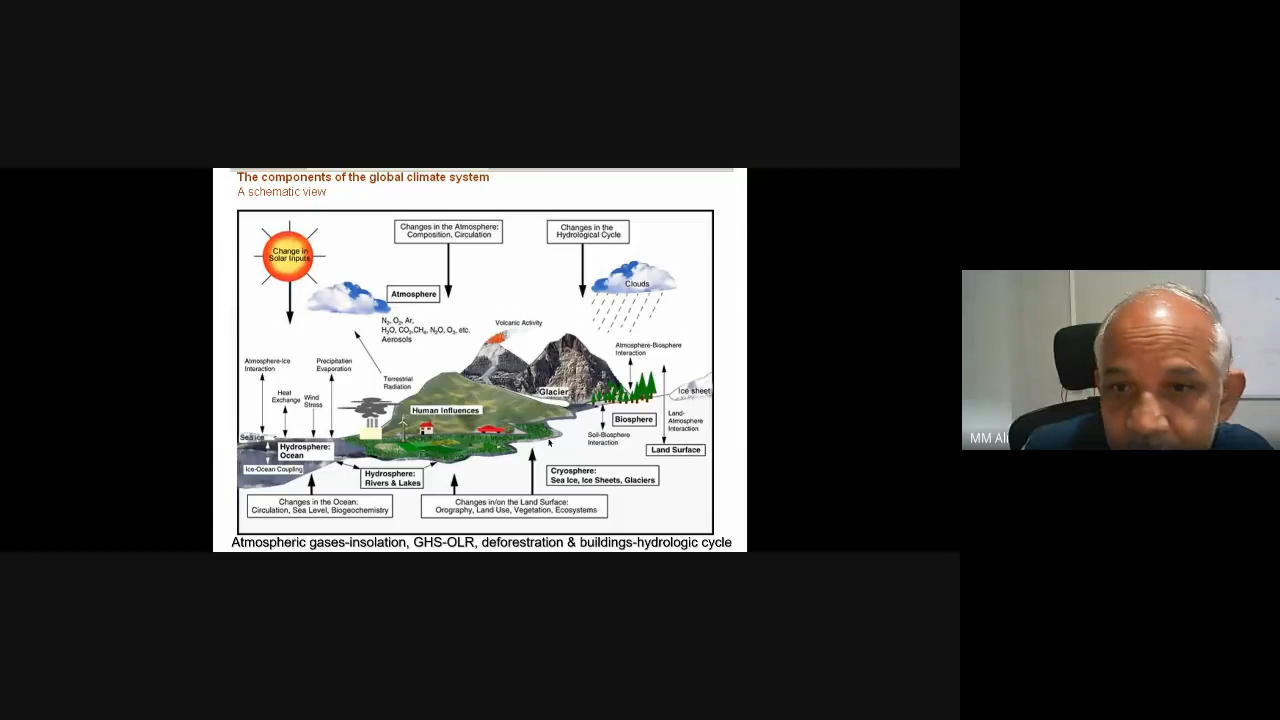 The components of the global climate system
A schematic view
Changes in the Atmosphere:
Composition, Circulation
Changes in the
Hydrological Cycle
Change in
Solar Inputs
Clouds
Atmosphere
N2, O2, Ar,
H2O, CO2, CH4, N2O, O3, etc.
Aerosols
Volcanic Activity
Atmosphere-Biosphere
Interaction
Atmosphere-Ice
Interaction
Precipitation
Evaporation
Terrestrial
Radiation
Heat
Exchange
Wind
Stress
Glacier
Ice sheet
Human Influences
Biosphere
Land-
Atmosphere
Interaction
Soil-Biosphere
Interaction
Land Surface
Sea ice
Hydrosphere:
Ocean
Ice-Ocean Coupling
Hydrosphere:
Rivers & Lakes
Cryosphere:
Sea Ice, Ice Sheets, Glaciers
Changes in the Ocean:
Circulation, Sea Level, Biogeochemistry
Changes in/on the Land Surface:
Orography, Land Use, Vegetation, Ecosystems
Atmospheric gases-insolation, GHS-OLR, deforestration & buildings-hydrologic cycle
MM Ali